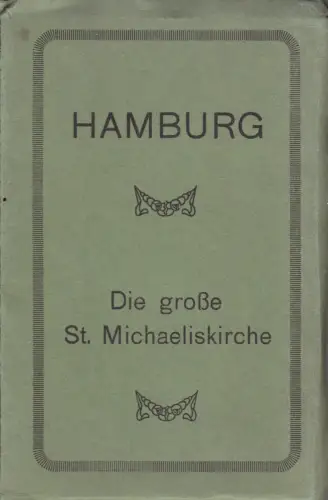 HAMBURG
Die große
St. Michaeliskirche